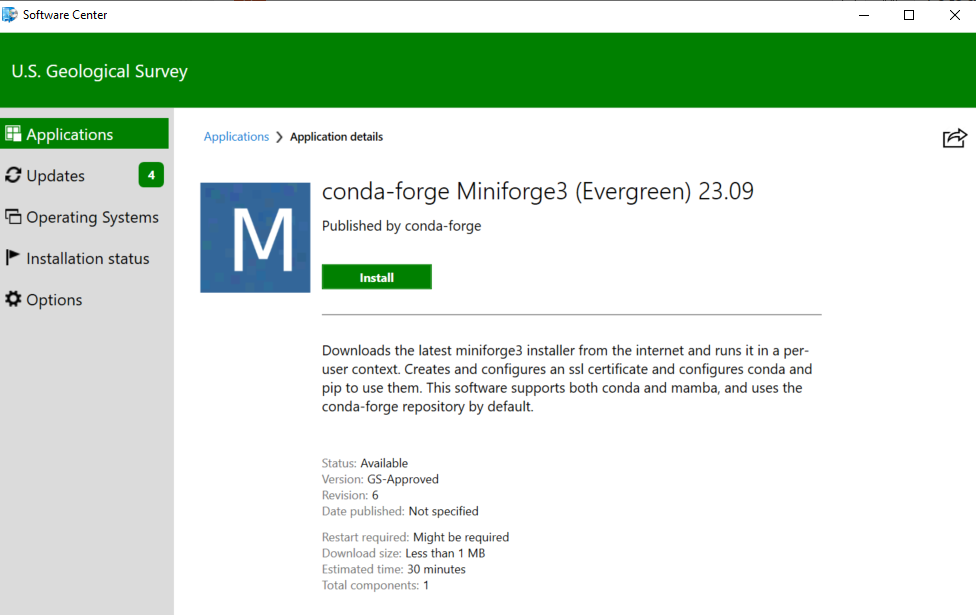 Software Center
U.S. Geological Survey
Applications
Updates 4
Operating Systems
Installation status
Options
Applications Application details
M
conda-forge Miniforge3 (Evergreen) 23.09
Published by conda-forge
Install
Downloads the latest miniforge3 installer from the internet and runs it in a per-
user context. Creates and configures an ssl certificate and configures conda and
pip to use them. This software supports both conda and mamba, and uses the
conda-forge repository by default.
Status: Available
Version: GS-Approved
Revision: 6
Date published: Not specified
Restart required: Might be required
Download size: Less than 1 MB
Estimated time: 30 minutes
Total components: 1